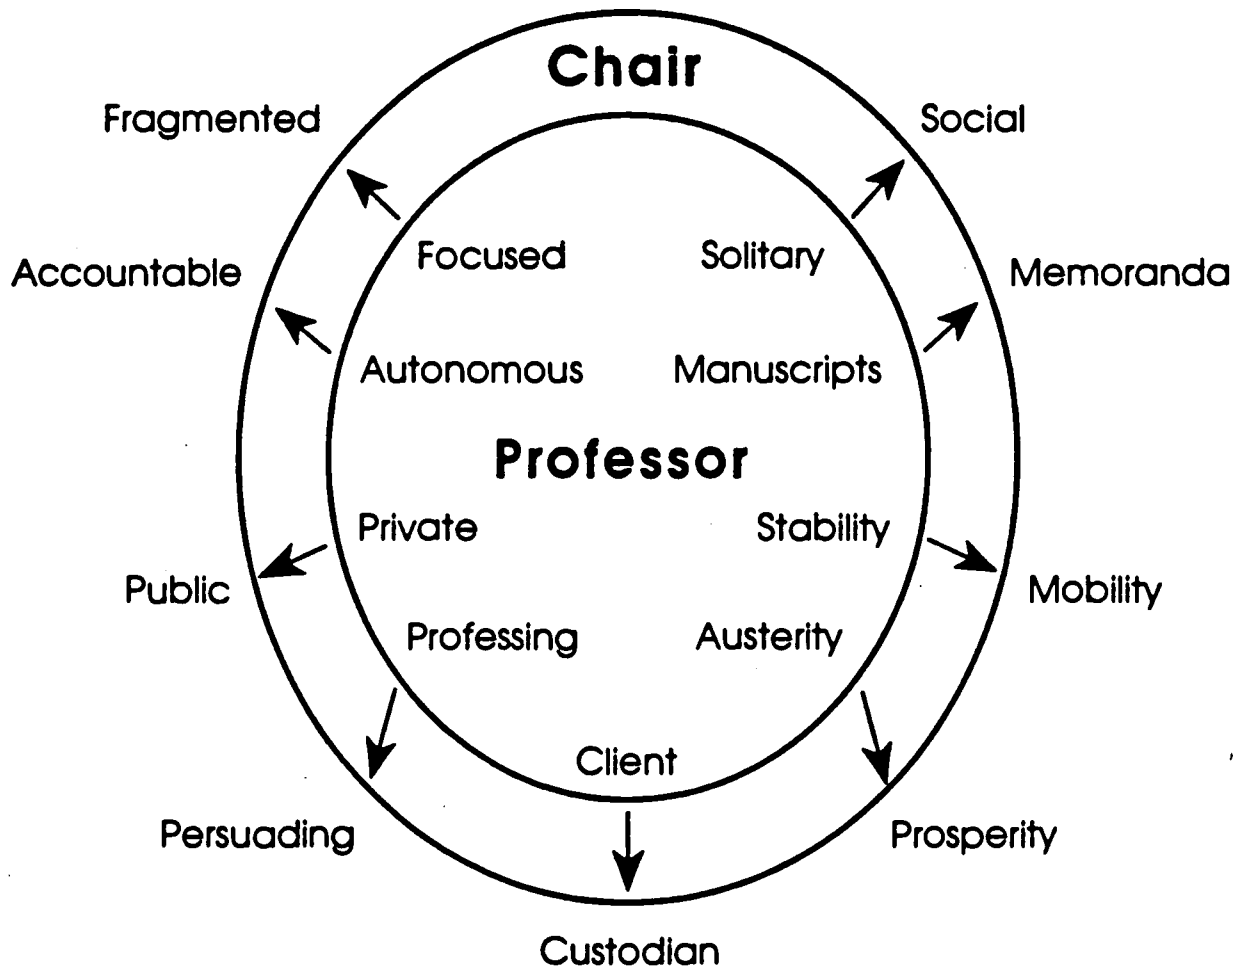 Chair
Fragmented
Social
Focused
Solitary
Accountable
Memoranda
Autonomous
Manuscripts
Professor
Private
Stability
Public
Mobility
Professing
Austerity
Client
Persuading
Prosperity
Custodian